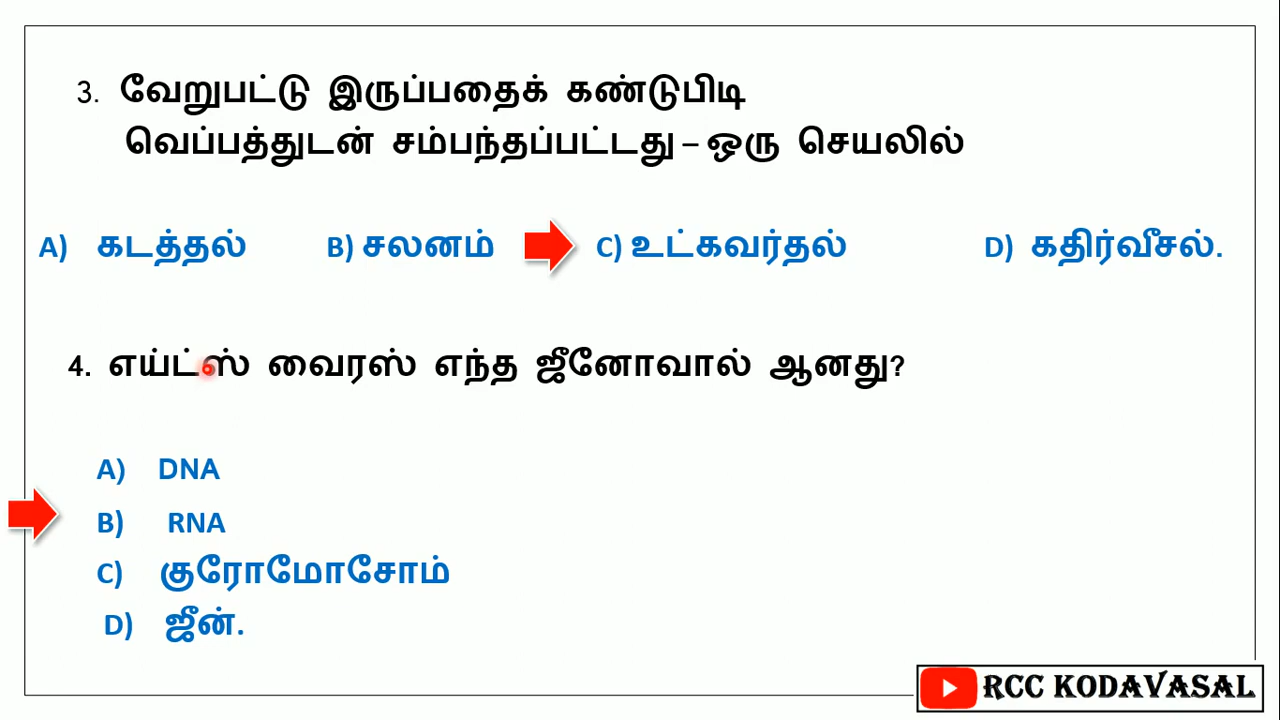 3. வேறுபட்டு இருப்பதைக் கண்டுபிடி
வெப்பத்துடன் சம்பந்தப்பட்டது – ஒரு செயலில்
A) கடத்தல் B) சலனம் C) உட்கவர்தல் D) கதிர்வீசல்.
4. எய்ட்ஸ் வைரஸ் எந்த ஜீனோவால் ஆனது?
A) DNA
B) RNA
C) குரோமோசோம்
D) ஜீன்.
RCC KODAVASAL